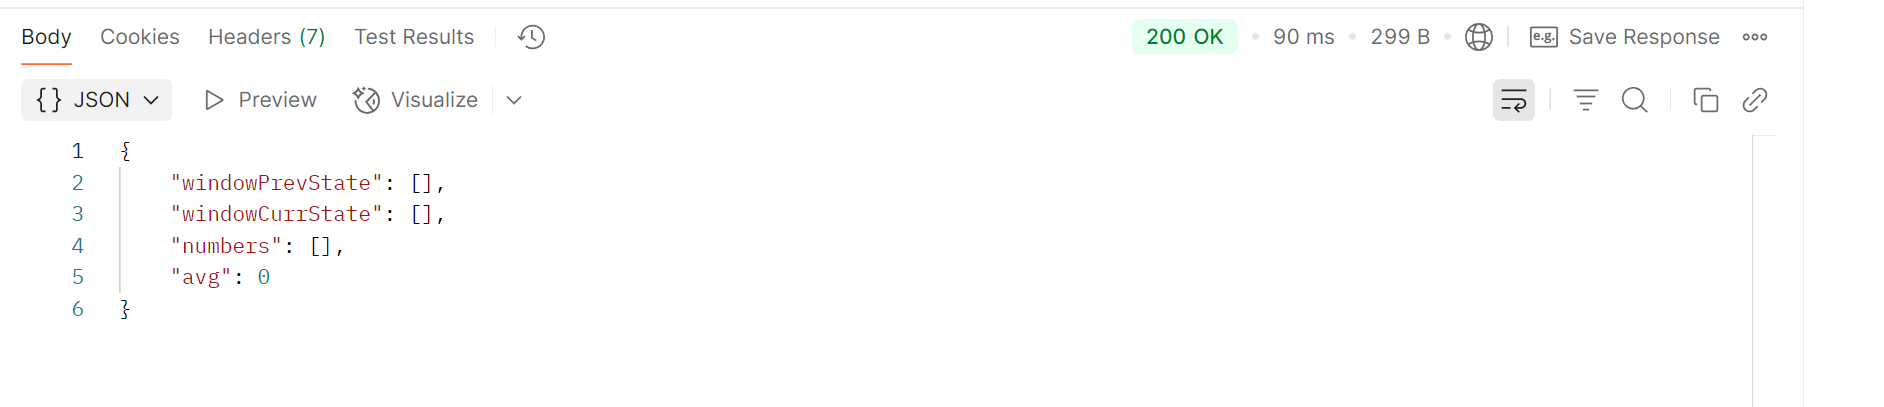 Body Cookies Headers (7) Test Results 200 OK 90 ms 299 B e.g. Save Response
{} JSON Preview Visualize
1 {
2 "windowPrevState": [],
3 "windowCurrState": [],
4 "numbers": [],
5 "avg": 0
6 }